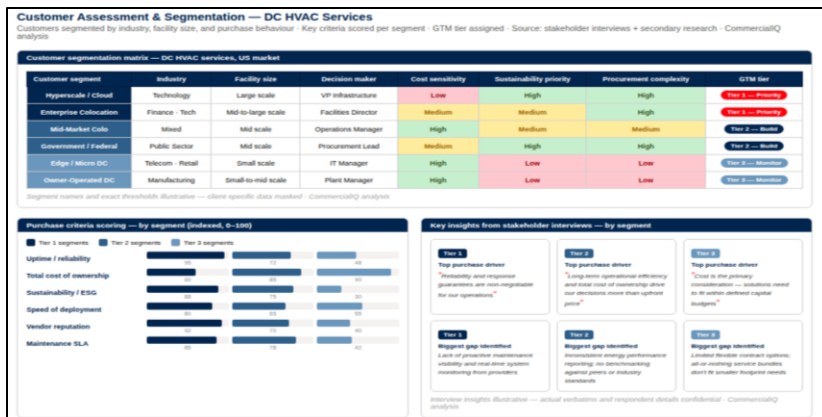 Customer Assessment & Segmentation — DC HVAC Services
Customers segmented by industry, facility size, and purchase behaviour · Key criteria scored per segment · GTM tier assigned · Source: stakeholder interviews + secondary research · CommercialIQ
analysis
Customer segmentation matrix — DC HVAC services, US market
Customer segment Industry Facility size Decision maker Cost sensitivity Sustainability priority Procurement complexity GTM tier
Hyperscale / Cloud Technology Large scale VP Infrastructure Low High High Tier 1 — Priority
Enterprise Colocation Finance · Tech Mid-to-large scale Facilities Director Medium Medium High Tier 1 — Priority
Mid-Market Colo Mixed Mid scale Operations Manager High Medium Medium Tier 2 — Build
Government / Federal Public Sector Mid scale Procurement Lead Medium High High Tier 2 — Build
Edge / Micro DC Telecom · Retail Small scale IT Manager High Low Low Tier 3 — Monitor
Owner-Operated DC Manufacturing Small-to-mid scale Plant Manager High Low Low Tier 3 — Monitor
Segment names and exact thresholds illustrative — client-specific data masked · CommercialIQ analysis
Purchase criteria scoring — by segment (indexed, 0–100)
Tier 1 segments Tier 2 segments Tier 3 segments
Uptime / reliability
72
Total cost of ownership
Sustainability / ESG
Speed of deployment
Vendor reputation
Maintenance SLA
Key insights from stakeholder interviews — by segment
Tier 1
Top purchase driver
"Reliability and response
guarantees are non-negotiable
for our operations"
Tier 2
Top purchase driver
"Long-term operational efficiency
and total cost of ownership drive
our decisions more than upfront
price"
Tier 3
Top purchase driver
"Cost is the primary
consideration — solutions need
to fit within defined capital
budgets"
Tier 1
Biggest gap identified
Lack of proactive maintenance
visibility and real-time system
monitoring from providers
Tier 2
Biggest gap identified
Inconsistent energy performance
reporting; no benchmarking
against peers or industry
standards
Tier 3
Biggest gap identified
Limited flexible contract options;
all-or-nothing service bundles
don't fit smaller footprint needs
Interview insights illustrative — actual verbatims and respondent details confidential · CommercialIQ
analysis